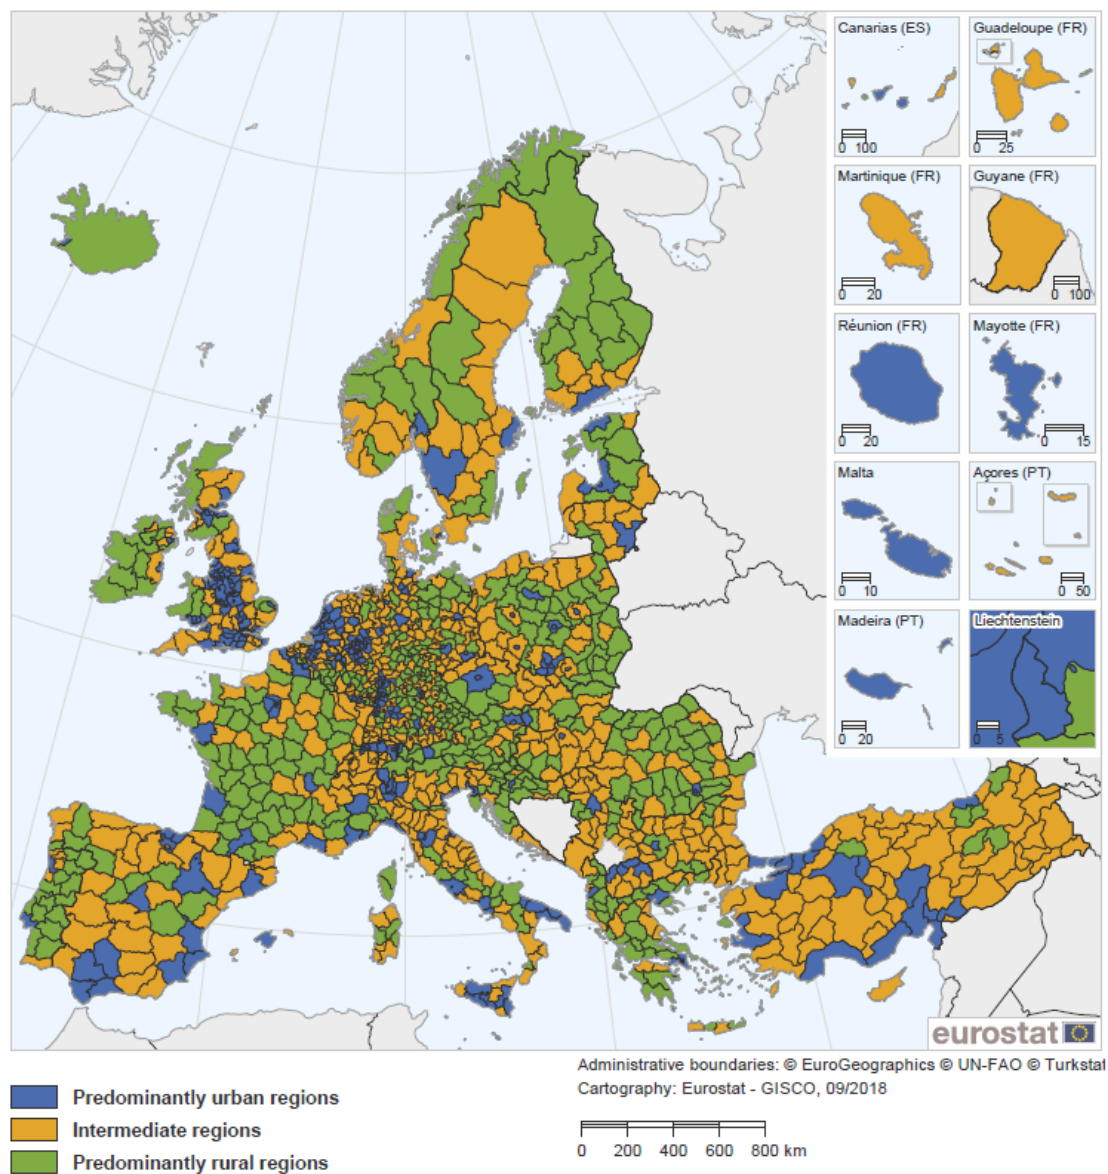 Canarias (ES)
0 100
Guadeloupe (FR)
0 25
Martinique (FR)
0 20
Guyane (FR)
0 100
Réunion (FR)
0 20
Mayotte (FR)
0 15
Malta
0 10
Açores (PT)
0 50
Madeira (PT)
0 20
Liechtenstein
0 5
eurostat
Administrative boundaries: © EuroGeographics © UN-FAO © Turkstat
Cartography: Eurostat - GISCO, 09/2018
Predominantly urban regions
Intermediate regions
Predominantly rural regions
0 200 400 600 800 km